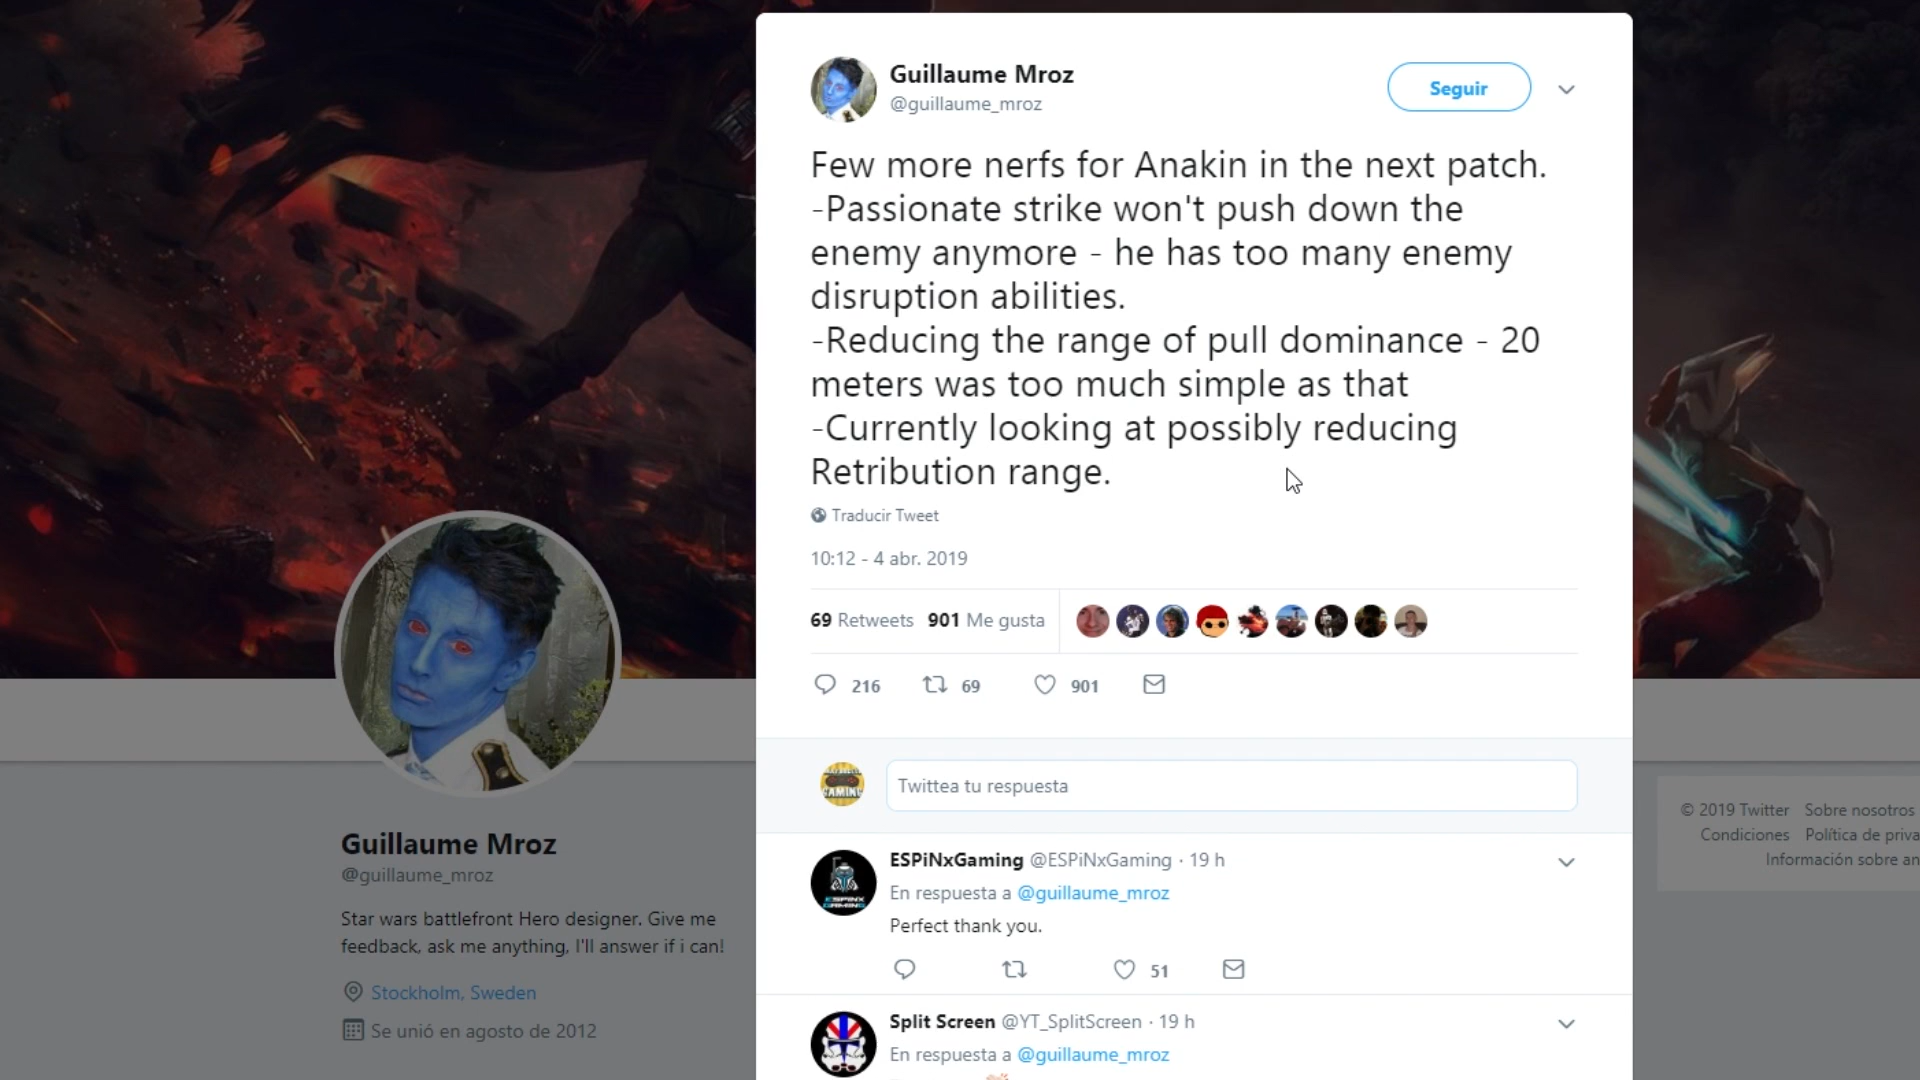 Guillaume Mroz
@guillaume_mroz
Seguir
Few more nerfs for Anakin in the next patch.
-Passionate strike won't push down the
enemy anymore - he has too many enemy
disruption abilities.
-Reducing the range of pull dominance - 20
meters was too much simple as that
-Currently looking at possibly reducing
Retribution range.
Traducir Tweet
10:12 - 4 abr. 2019
69 Retweets 901 Me gusta
216 69 901
Twittea tu respuesta
ESPiNxGaming @ESPiNxGaming · 19 h
En respuesta a @guillaume_mroz
Perfect thank you.
51
Split Screen @YT_SplitScreen · 19 h
En respuesta a @guillaume_mroz
Guillaume Mroz
@guillaume_mroz
Star wars battlefront Hero designer. Give me
feedback, ask me anything, I'll answer if i can!
Stockholm, Sweden
Se unió en agosto de 2012
© 2019 Twitter Sobre nosotros
Condiciones Política de priva
Información sobre an